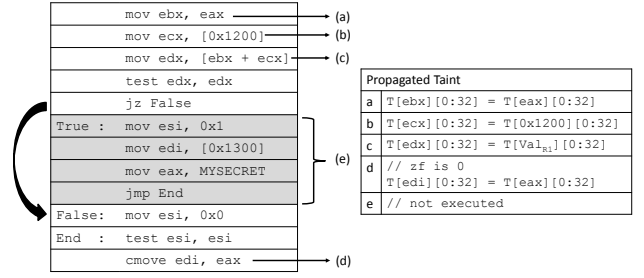 mov ebx, eax (a)
mov ecx, [0x1200] (b)
mov edx, [ebx + ecx] (c)
test edx, edx
jz False
True : mov esi, 0x1
mov edi, [0x1300]
(e)
mov eax, MYSECRET
jmp End
False: mov esi, 0x0
End : test esi, esi
cmove edi, eax (d)
Propagated Taint
a T[ebx][0:32] = T[eax][0:32]
b T[ecx][0:32] = T[0x1200][0:32]
c T[edx][0:32] = T[Val_R1][0:32]
d // zf is 0
T[edi][0:32] = T[eax][0:32]
e // not executed